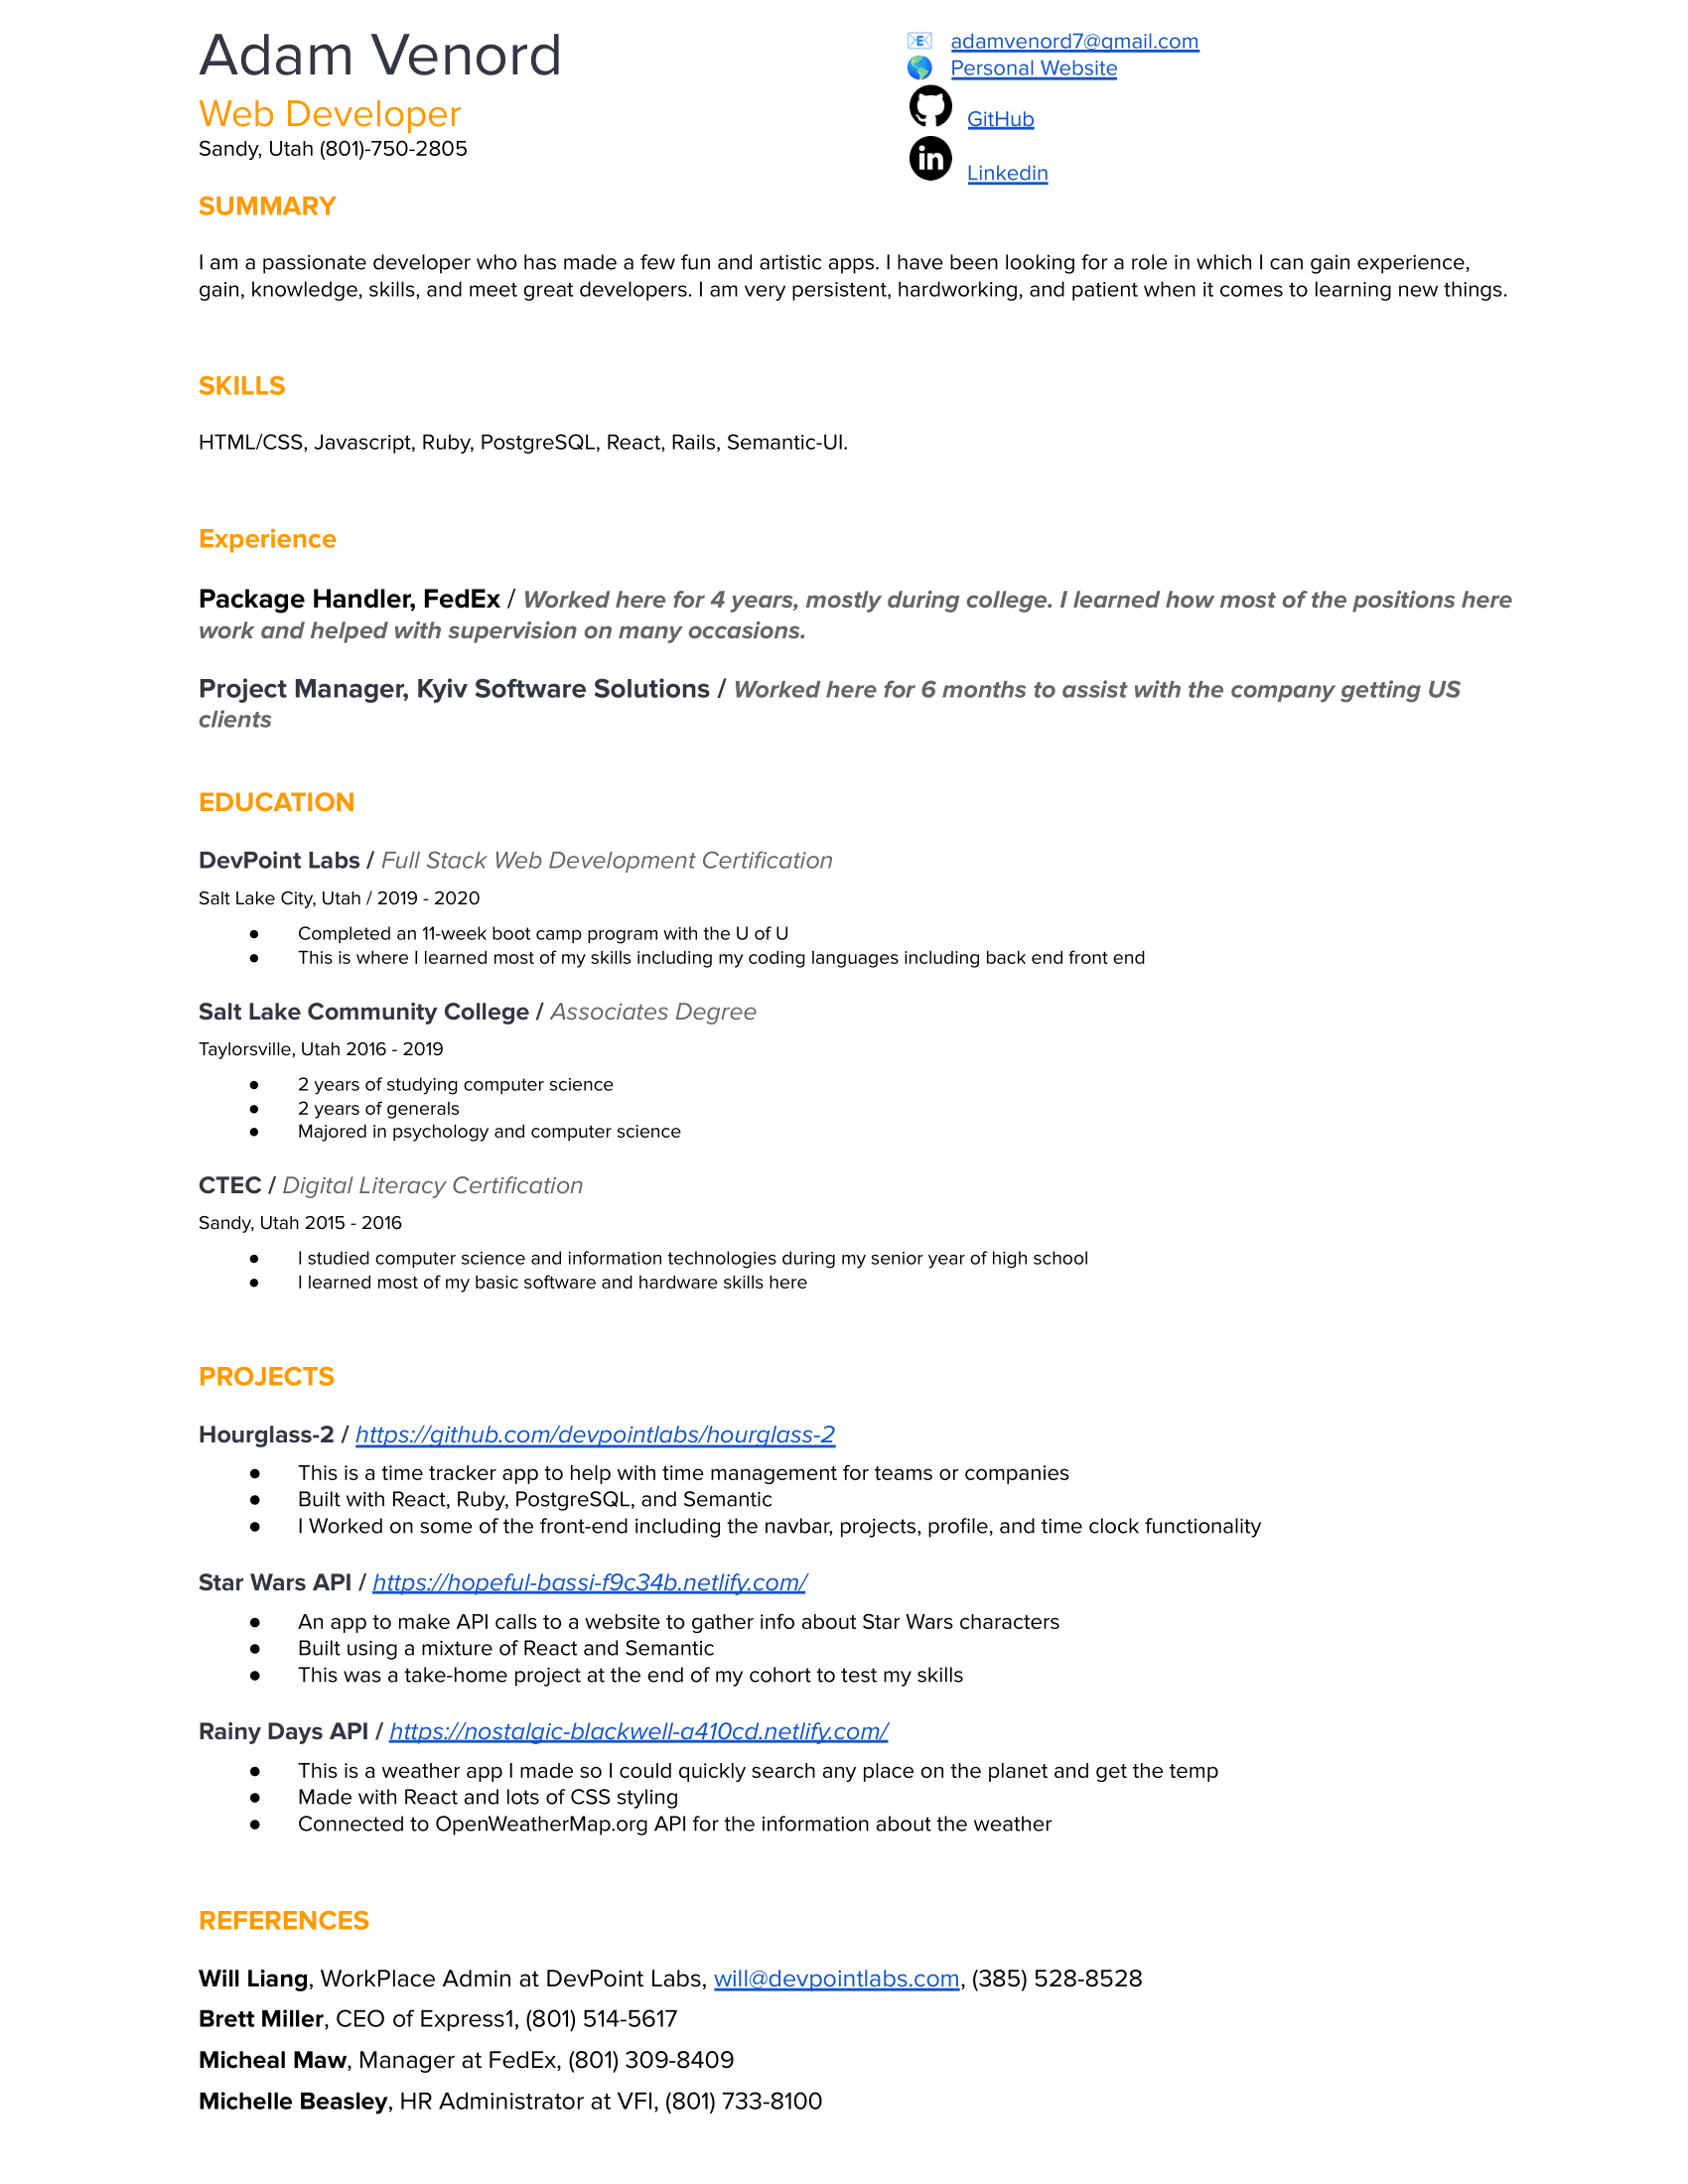 Adam Venord
Web Developer
Sandy, Utah (801)-750-2805
adamvenord7@gmail.com
Personal Website
GitHub
in
Linkedin
SUMMARY
I am a passionate developer who has made a few fun and artistic apps. I have been looking for a role in which I can gain experience,
gain, knowledge, skills, and meet great developers. I am very persistent, hardworking, and patient when it comes to learning new things.
SKILLS
HTML/CSS, Javascript, Ruby, PostgreSQL, React, Rails, Semantic-UI.
Experience
Package Handler, FedEx / Worked here for 4 years, mostly during college. I learned how most of the positions here
work and helped with supervision on many occasions.
Project Manager, Kyiv Software Solutions / Worked here for 6 months to assist with the company getting US
clients
EDUCATION
DevPoint Labs / Full Stack Web Development Certification
Salt Lake City, Utah / 2019 - 2020
● Completed an 11-week boot camp program with the U of U
● This is where I learned most of my skills including my coding languages including back end front end
Salt Lake Community College / Associates Degree
Taylorsville, Utah 2016 - 2019
● 2 years of studying computer science
● 2 years of generals
● Majored in psychology and computer science
CTEC / Digital Literacy Certification
Sandy, Utah 2015 - 2016
● I studied computer science and information technologies during my senior year of high school
● I learned most of my basic software and hardware skills here
PROJECTS
Hourglass-2 / https://github.com/devpointlabs/hourglass-2
● This is a time tracker app to help with time management for teams or companies
● Built with React, Ruby, PostgreSQL, and Semantic
● I Worked on some of the front-end including the navbar, projects, profile, and time clock functionality
Star Wars API / https://hopeful-bassi-f9c34b.netlify.com/
● An app to make API calls to a website to gather info about Star Wars characters
● Built using a mixture of React and Semantic
● This was a take-home project at the end of my cohort to test my skills
Rainy Days API / https://nostalgic-blackwell-a410cd.netlify.com/
● This is a weather app I made so I could quickly search any place on the planet and get the temp
● Made with React and lots of CSS styling
● Connected to OpenWeatherMap.org API for the information about the weather
REFERENCES
Will Liang, WorkPlace Admin at DevPoint Labs, will@devpointlabs.com, (385) 528-8528
Brett Miller, CEO of Express1, (801) 514-5617
Micheal Maw, Manager at FedEx, (801) 309-8409
Michelle Beasley, HR Administrator at VFI, (801) 733-8100